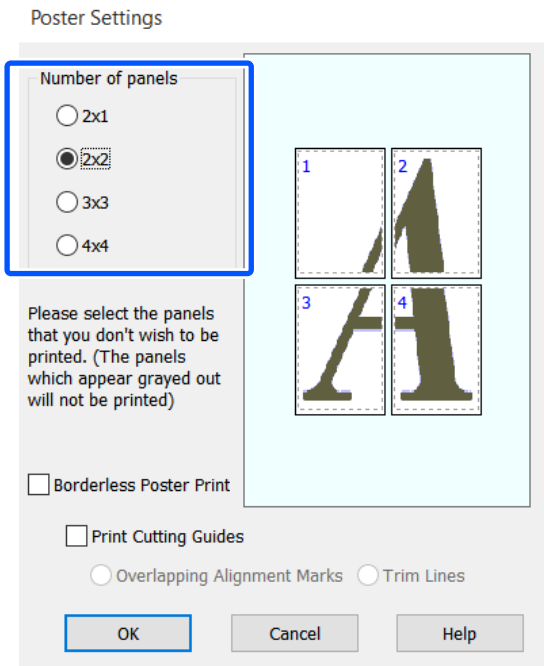 Poster Settings
Number of panels
2x1
2x2
3x3
4x4
1
2
3
4
Please select the panels
that you don't wish to be
printed. (The panels
which appear grayed out
will not be printed)
Borderless Poster Print
Print Cutting Guides
Overlapping Alignment Marks
Trim Lines
OK
Cancel
Help